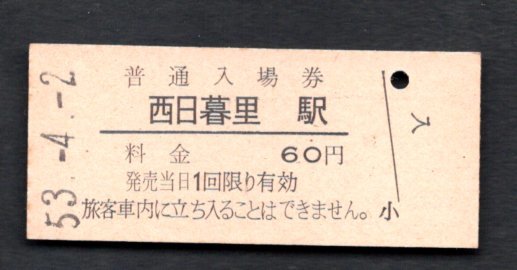 53.-4.-2
普通入場券
西日暮里 駅
料金 60円
発売当日1回限り有効
旅客車内に立ち入ることはできません。
小
入